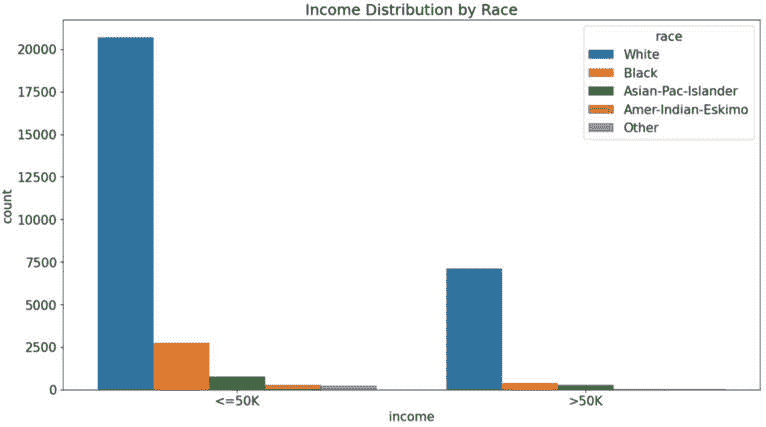 Income Distribution by Race
race
White
Black
Asian-Pac-Islander
Amer-Indian-Eskimo
Other
20000
17500
15000
12500
10000
7500
5000
2500
0
count
<=50K
>50K
income